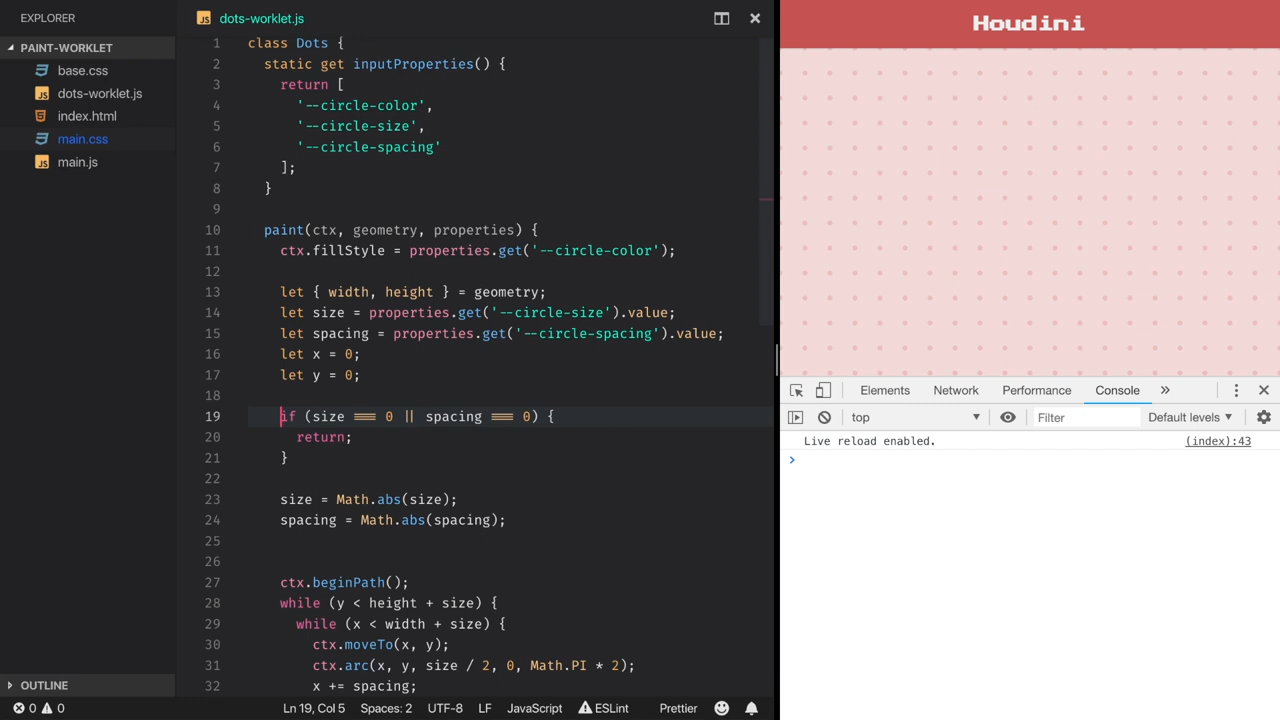 EXPLORER
PAINT-WORKLET
base.css
dots-worklet.js
index.html
main.css
main.js
OUTLINE
dots-worklet.js
1 class Dots {
2 static get inputProperties() {
3 return [
4 '--circle-color',
5 '--circle-size',
6 '--circle-spacing'
7 ];
8 }
9
10 paint(ctx, geometry, properties) {
11 ctx.fillStyle = properties.get('--circle-color');
12
13 let { width, height } = geometry;
14 let size = properties.get('--circle-size').value;
15 let spacing = properties.get('--circle-spacing').value;
16 let x = 0;
17 let y = 0;
18
19 if (size === 0 || spacing === 0) {
20 return;
21 }
22
23 size = Math.abs(size);
24 spacing = Math.abs(spacing);
25
26
27 ctx.beginPath();
28 while (y < height + size) {
29 while (x < width + size) {
30 ctx.moveTo(x, y);
31 ctx.arc(x, y, size / 2, 0, Math.PI * 2);
32 x += spacing;
0 0 Ln 19, Col 5 Spaces: 2 UTF-8 LF JavaScript ESLint Prettier
Houdini
Elements Network Performance Console »
top Filter Default levels
Live reload enabled. (index):43